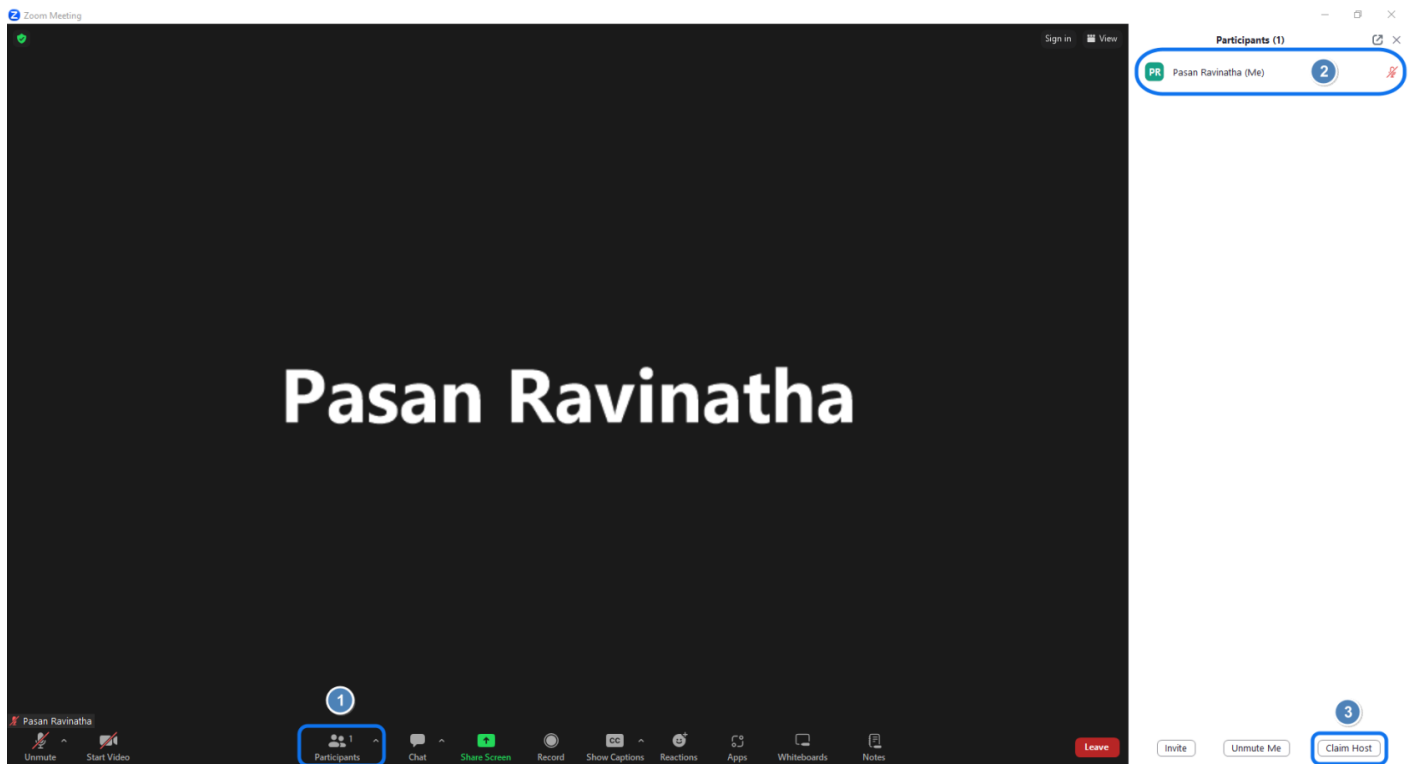 Zoom Meeting
Sign in View
Participants (1)
PR Pasan Ravinatha (Me) 2
Pasan Ravinatha
1
3
Pasan Ravinatha
Unmute Start Video Participants 1 Chat Share Screen Record CC Show Captions Reactions Apps Whiteboards Notes Leave
Invite Unmute Me Claim Host